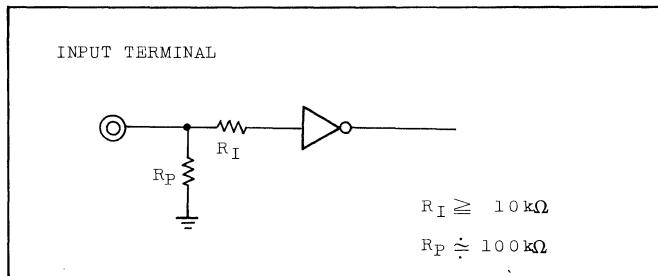 INPUT TERMINAL
R_I
R_P
R_I ≧ 10kΩ
R_P ≒ 100kΩ